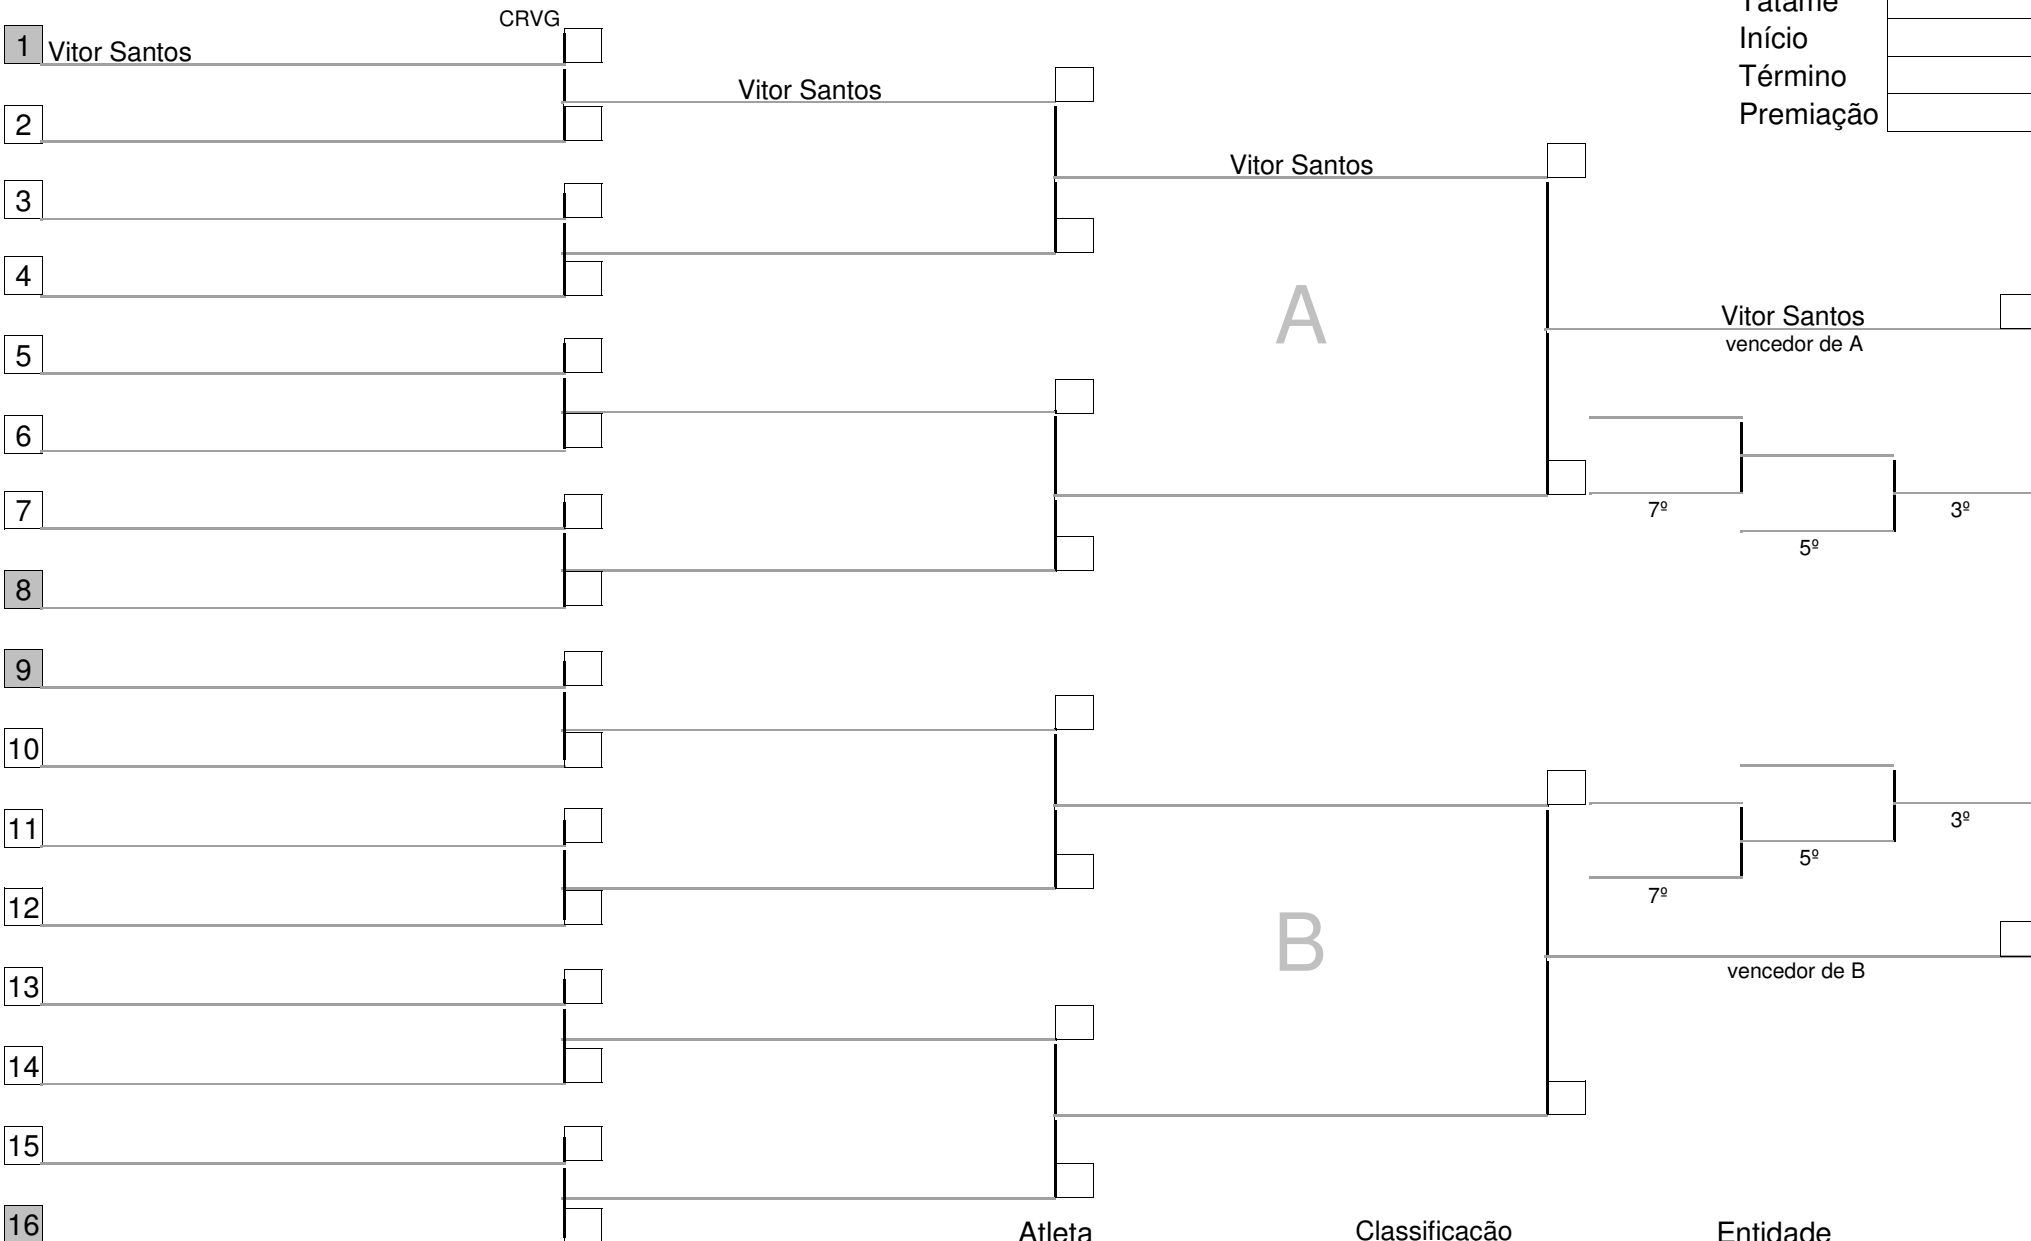 CRVG
Tatame
1 Vitor Santos
Início
Vitor Santos
Término
2
Premiação
Vitor Santos
3
4
A
Vitor Santos
vencedor de A
5
6
7
7º
3º
5º
8
9
10
11
3º
5º
7º
12
B
13
vencedor de B
14
15
16
Atleta
Classificação
Entidade